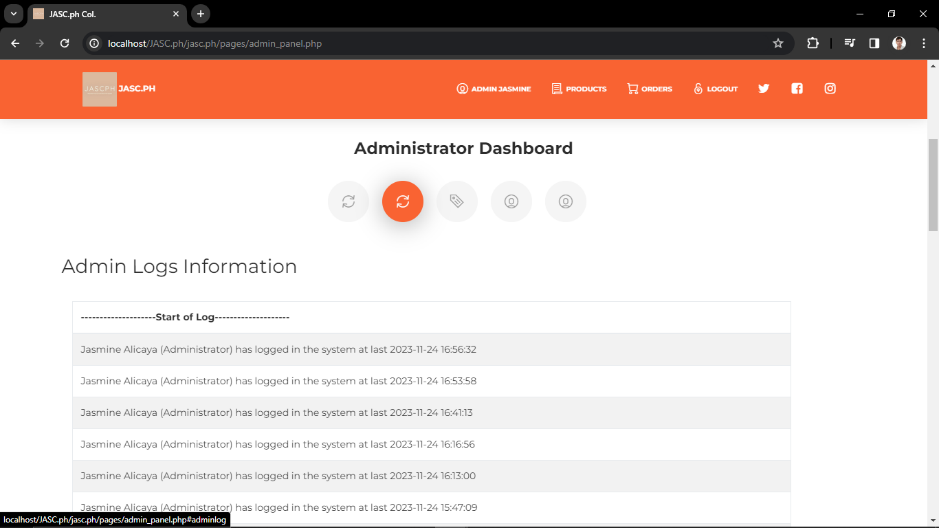 JASC.ph Col.
localhost/JASC.ph/jasc.ph/pages/admin_panel.php
JASCPH JASC.PH
ADMIN JASMINE PRODUCTS ORDERS LOGOUT
Administrator Dashboard
Admin Logs Information
--------------------Start of Log--------------------
Jasmine Alicaya (Administrator) has logged in the system at last 2023-11-24 16:56:32
Jasmine Alicaya (Administrator) has logged in the system at last 2023-11-24 16:53:58
Jasmine Alicaya (Administrator) has logged in the system at last 2023-11-24 16:41:13
Jasmine Alicaya (Administrator) has logged in the system at last 2023-11-24 16:16:56
Jasmine Alicaya (Administrator) has logged in the system at last 2023-11-24 16:13:00
Jasmine Alicaya (Administrator) has logged in the system at last 2023-11-24 15:47:09
localhost/JASC.ph/jasc.ph/pages/admin_panel.php#adminlog